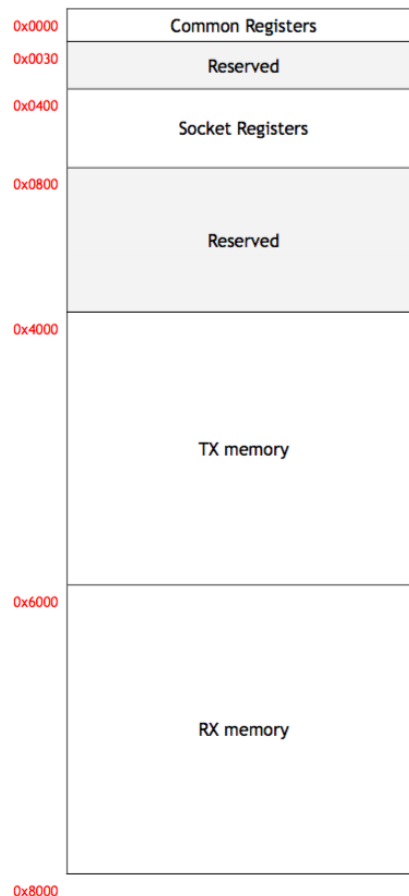 0x0000
Common Registers
0x0030
Reserved
0x0400
Socket Registers
0x0800
Reserved
0x4000
TX memory
0x6000
RX memory
0x8000